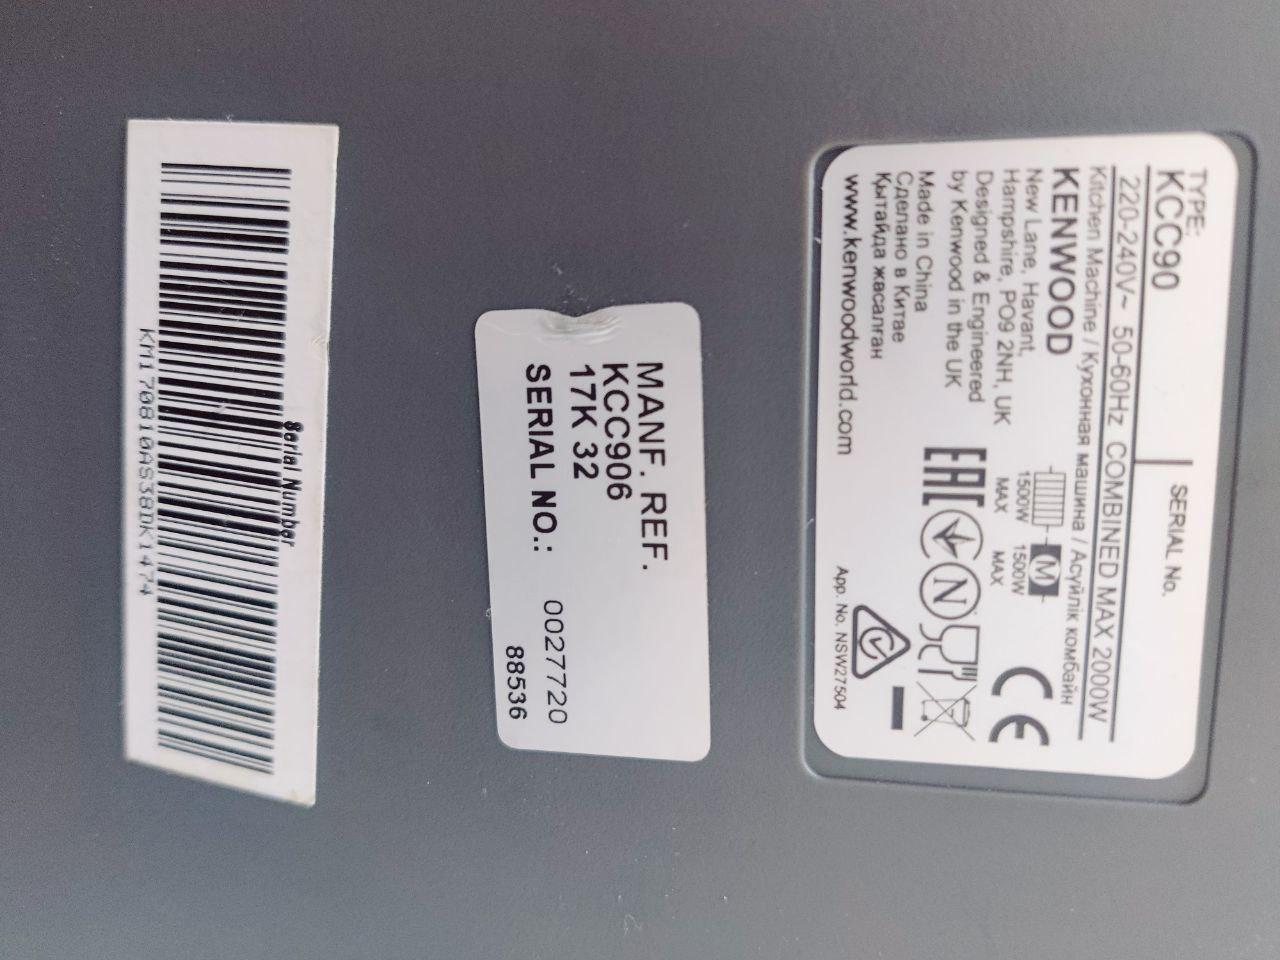 TYPE:
KCC90
SERIAL No.
220-240V~ 50-60Hz COMBINED MAX 2000W
Kitchen Machine / Кухонная машина / Асүйлік комбайн
KENWOOD
New Lane, Havant,
Hampshire, PO9 2NH, UK
Designed & Engineered
by Kenwood in the UK
Made in China
Сделано в Китае
Қытайда жасалған
www.kenwoodworld.com
M
1500W
MAX
1500W
MAX
CE
EAC
N
App. No. NSW27504
MANF. REF.
KCC906
17K 32
SERIAL NO.: 0027720
88536
Serial Number
KM170810AS38DK1474